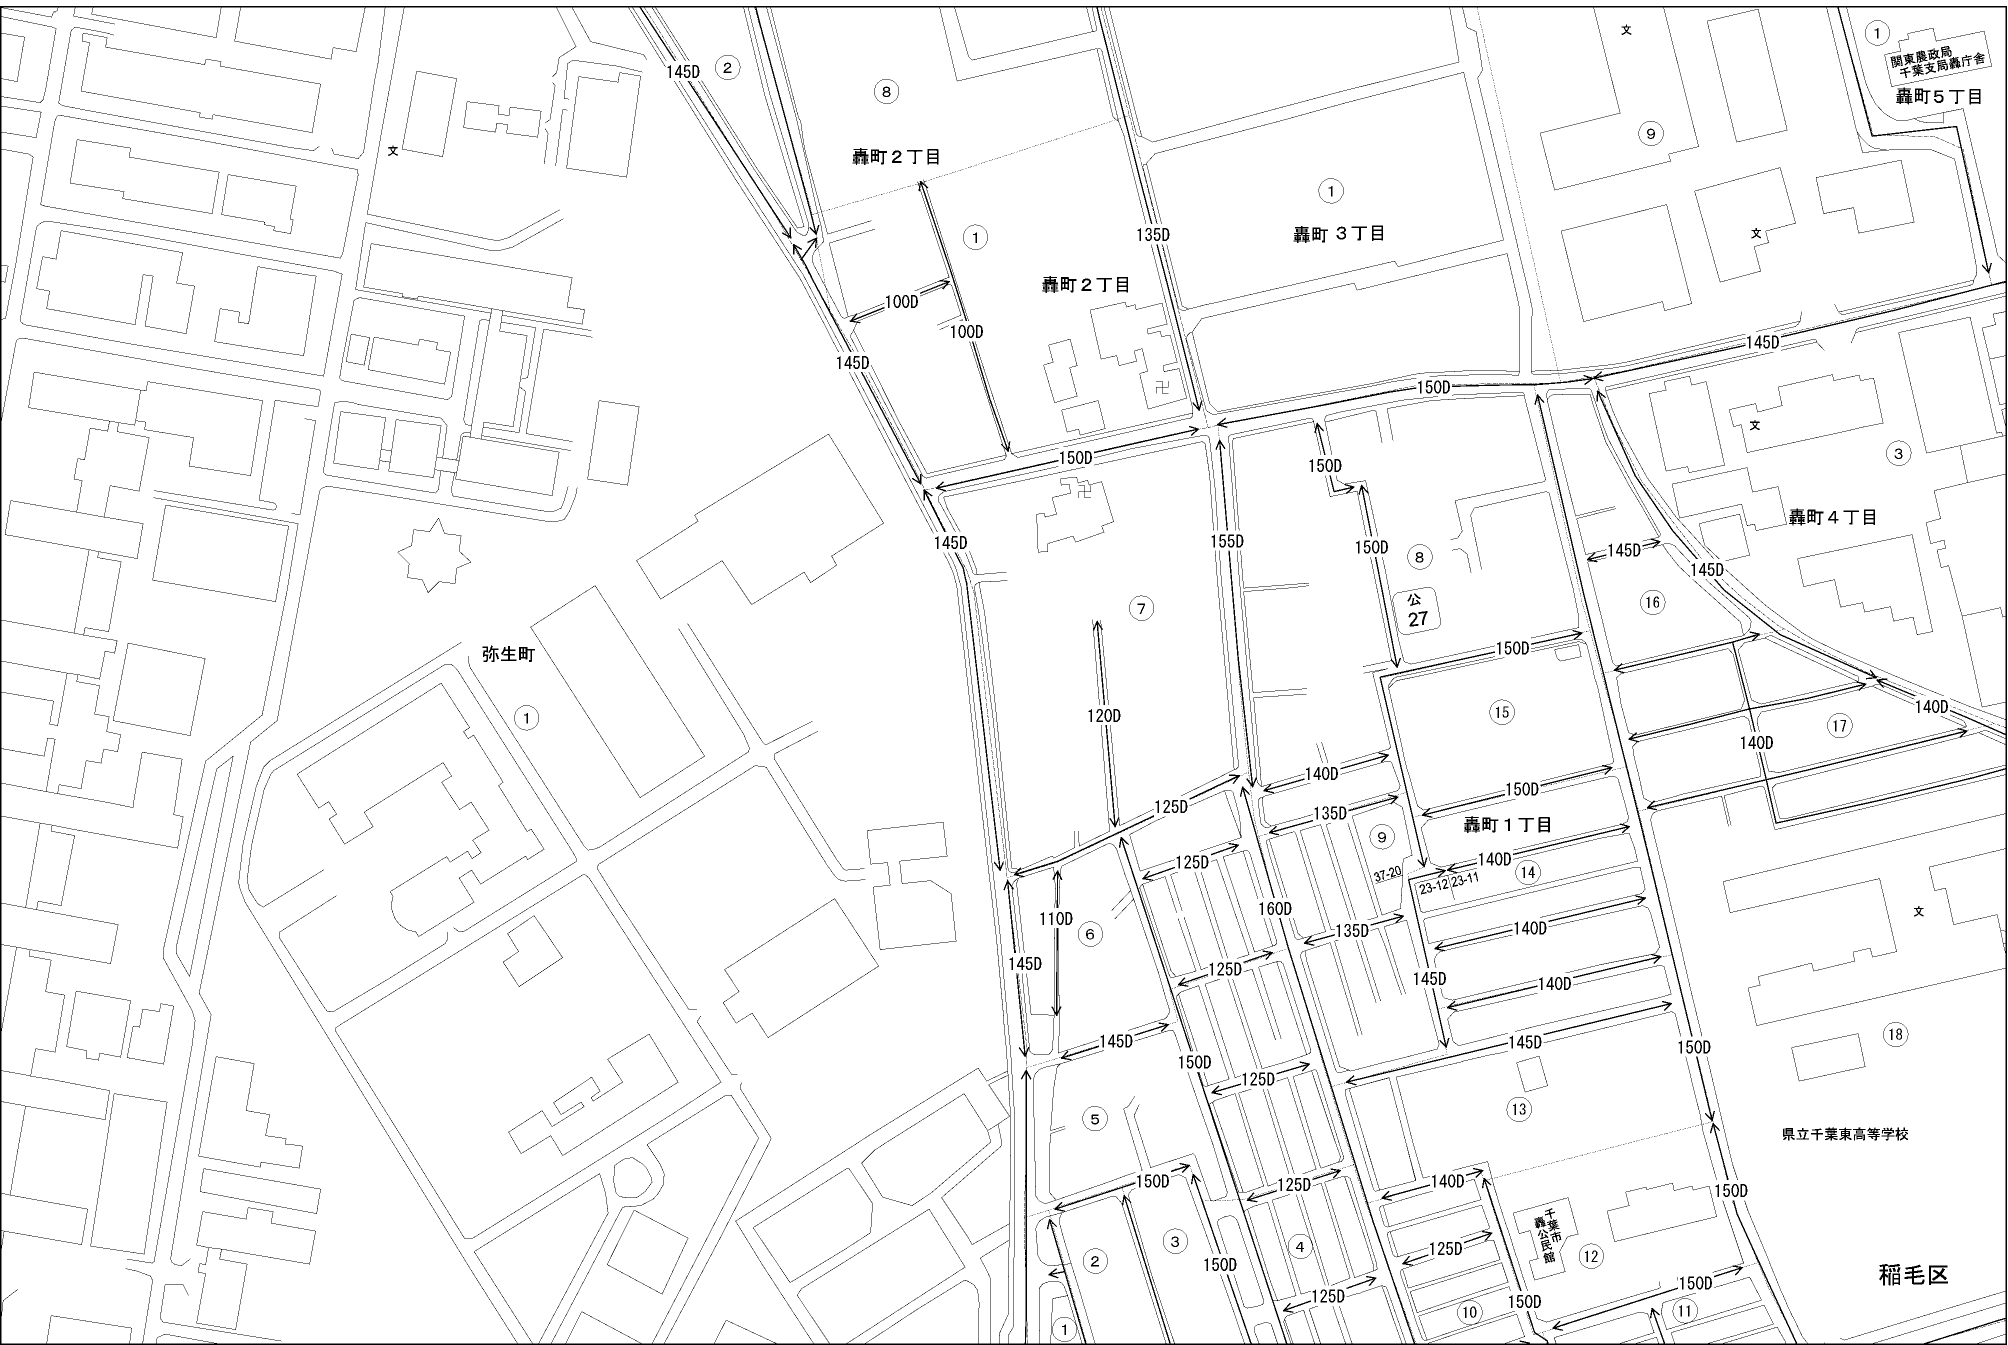 145D
②
⑧
①
関東農政局
千葉支局轟庁舎
轟町５丁目
文
⑨
文
轟町２丁目
①
①
轟町３丁目
135D
文
轟町２丁目
100D
100D
145D
145D
150D
文
③
150D
150D
轟町４丁目
145D
155D
150D
⑧
145D
145D
公
27
⑦
⑯
弥生町
150D
①
120D
⑮
140D
⑰
140D
140D
150D
125D
135D
轟町１丁目
⑨
125D
140D
37-20
23-12
23-11
⑭
160D
110D
文
⑥
135D
140D
145D
125D
145D
140D
⑱
145D
150D
145D
150D
125D
⑬
⑤
県立千葉東高等学校
150D
125D
140D
150D
千葉市
轟公民館
③
④
②
150D
125D
⑫
稲毛区
150D
125D
150D
⑩
⑪
①